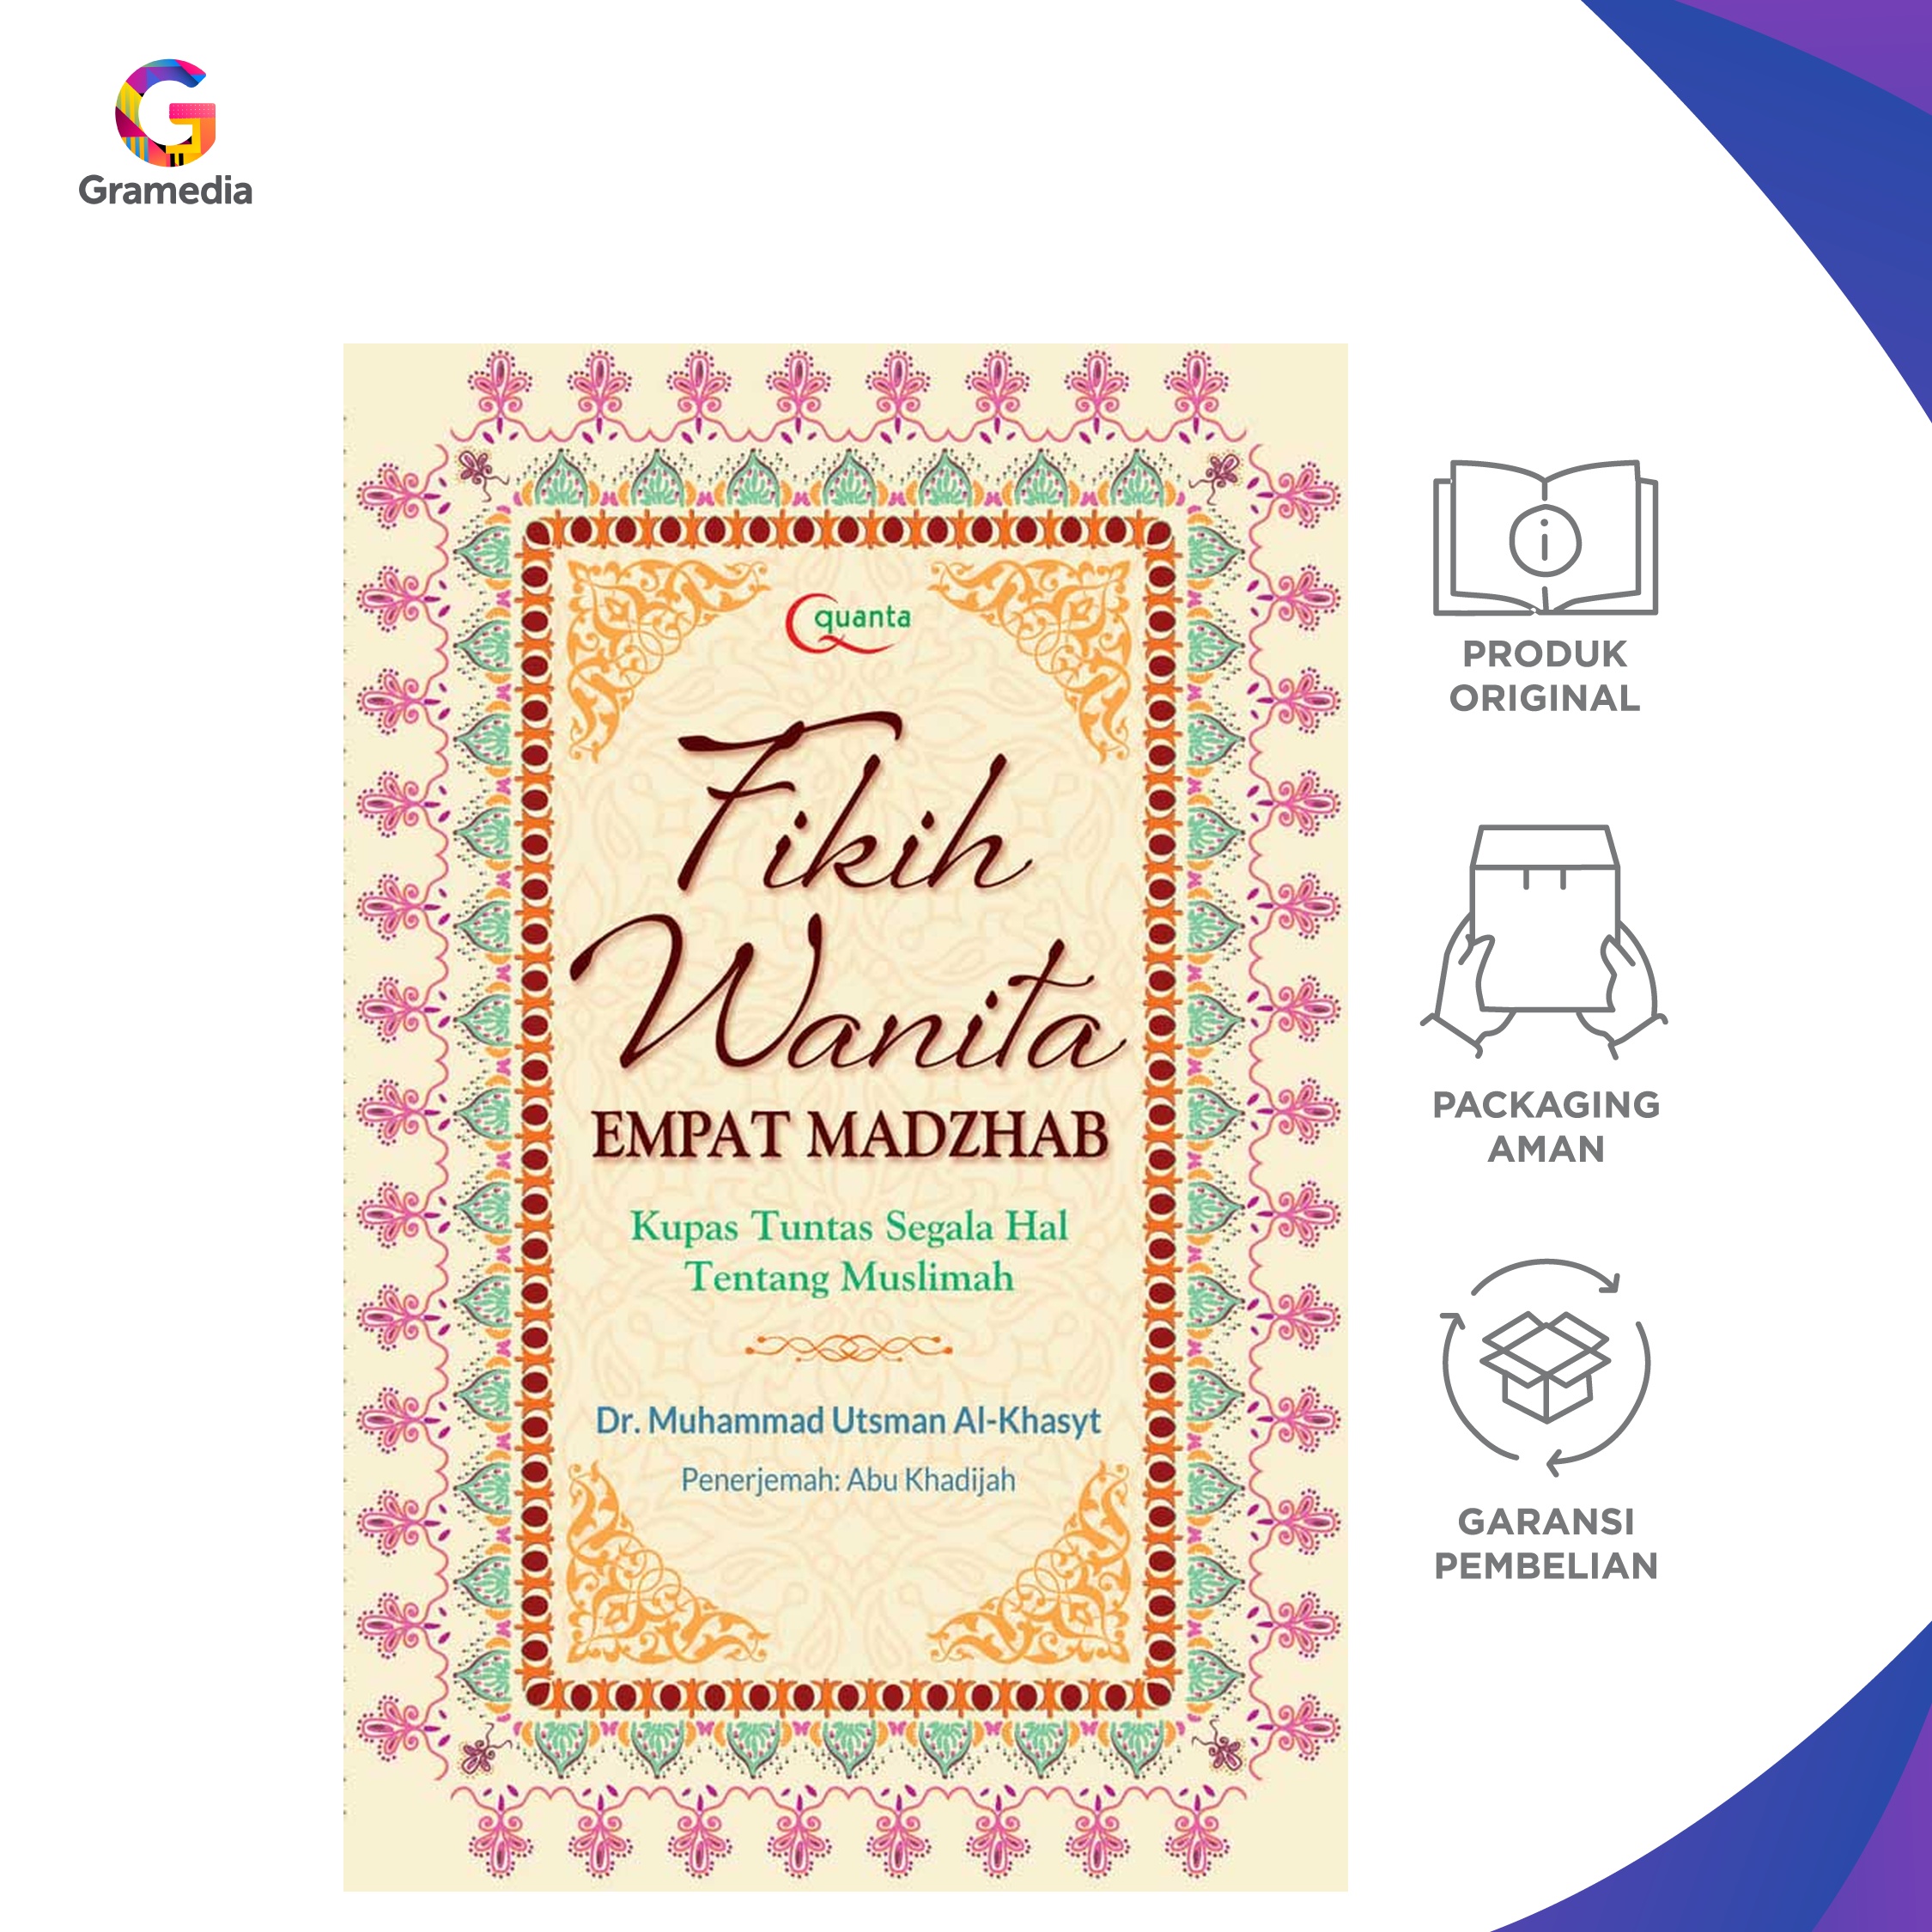 Gramedia
quanta
Fikih
Wanita
EMPAT MADZHAB
Kupas Tuntas Segala Hal
Tentang Muslimah
Dr. Muhammad Utsman Al-Khasyt
Penerjemah: Abu Khadijah
PRODUK
ORIGINAL
PACKAGING
AMAN
GARANSI
PEMBELIAN